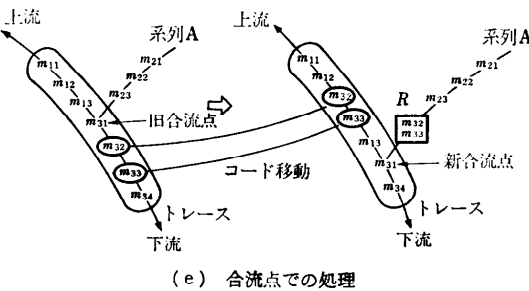 上流
系列A
m11
m12
m13
m21
m22
m23
m31
旧合流点
m32
m33
m34
トレース
下流
コード移動
上流
系列A
m11
m12
m32
m33
m13
m21
m22
m23
R
m32
m33
m31
新合流点
m34
トレース
下流
(e) 合流点での処理